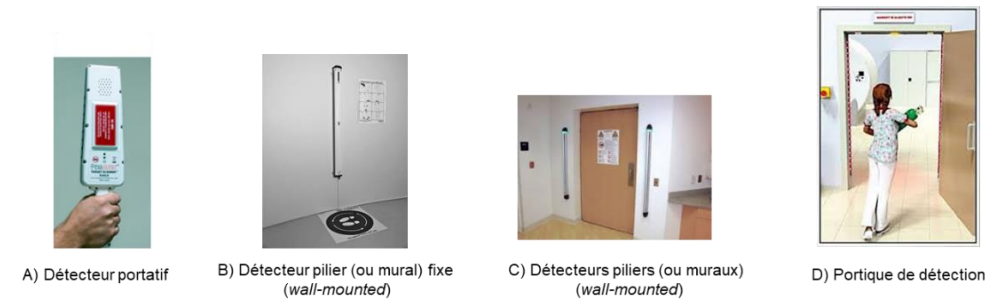 A) Détecteur portatif
B) Détecteur pilier (ou mural) fixe
(wall-mounted)
C) Détecteurs piliers (ou muraux)
(wall-mounted)
D) Portique de détection